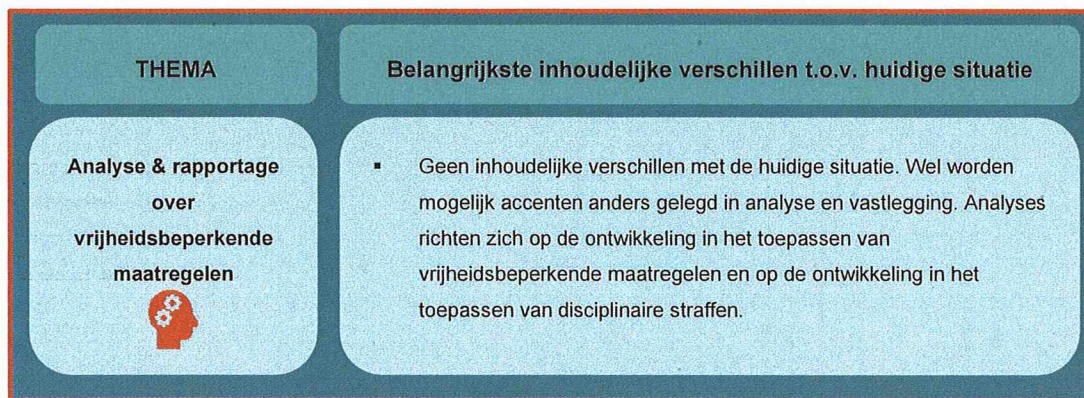 THEMA
Belangrijkste inhoudelijke verschillen t.o.v. huidige situatie
Analyse & rapportage
over
vrijheidsbeperkende
maatregelen
▪ Geen inhoudelijke verschillen met de huidige situatie. Wel worden
mogelijk accenten anders gelegd in analyse en vastlegging. Analyses
richten zich op de ontwikkeling in het toepassen van
vrijheidsbeperkende maatregelen en op de ontwikkeling in het
toepassen van disciplinaire straffen.